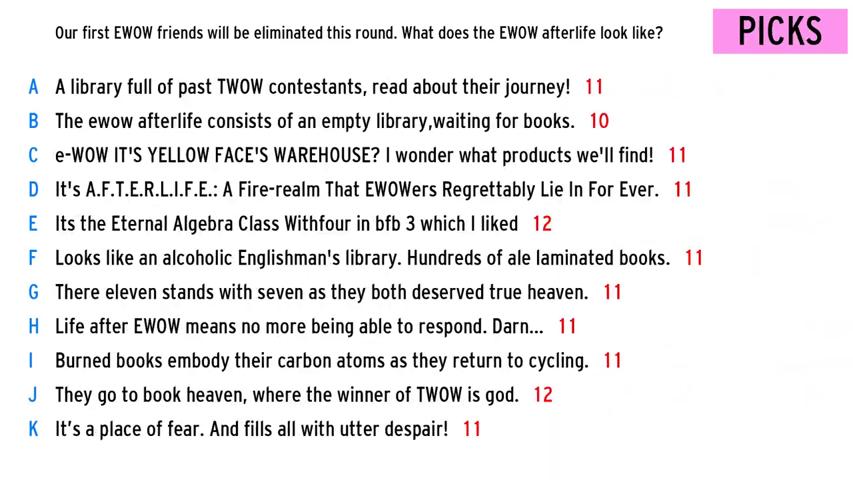 Our first EWOW friends will be eliminated this round. What does the EWOW afterlife look like?
PICKS
A A library full of past TWOW contestants, read about their journey! 11
B The ewow afterlife consists of an empty library,waiting for books. 10
C e-WOW IT'S YELLOW FACE'S WAREHOUSE? I wonder what products we'll find! 11
D It's A.F.T.E.R.L.I.F.E.: A Fire-realm That EWOWers Regrettably Lie In For Ever. 11
E Its the Eternal Algebra Class Withfour in bfb 3 which I liked 12
F Looks like an alcoholic Englishman's library. Hundreds of ale laminated books. 11
G There eleven stands with seven as they both deserved true heaven. 11
H Life after EWOW means no more being able to respond. Darn... 11
I Burned books embody their carbon atoms as they return to cycling. 11
J They go to book heaven, where the winner of TWOW is god. 12
K It’s a place of fear. And fills all with utter despair! 11